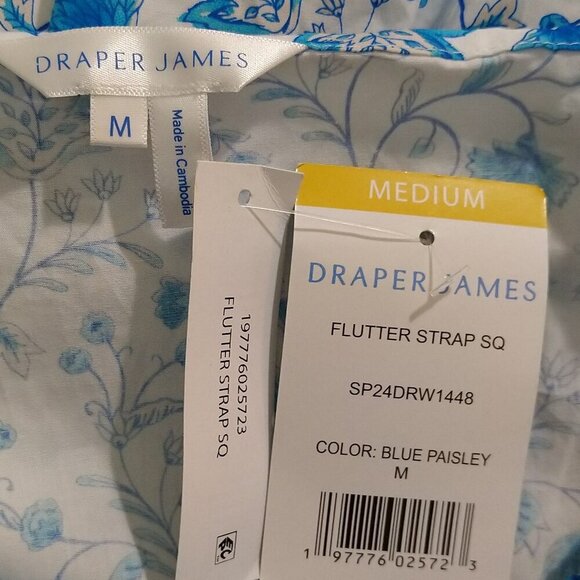 DRAPER JAMES
M
Made in Cambodia
197776025723
FLUTTER STRAP SQ
MEDIUM
DRAPER JAMES
FLUTTER STRAP SQ
SP24DRW1448
COLOR: BLUE PAISLEY
M
1 97776 02572 3